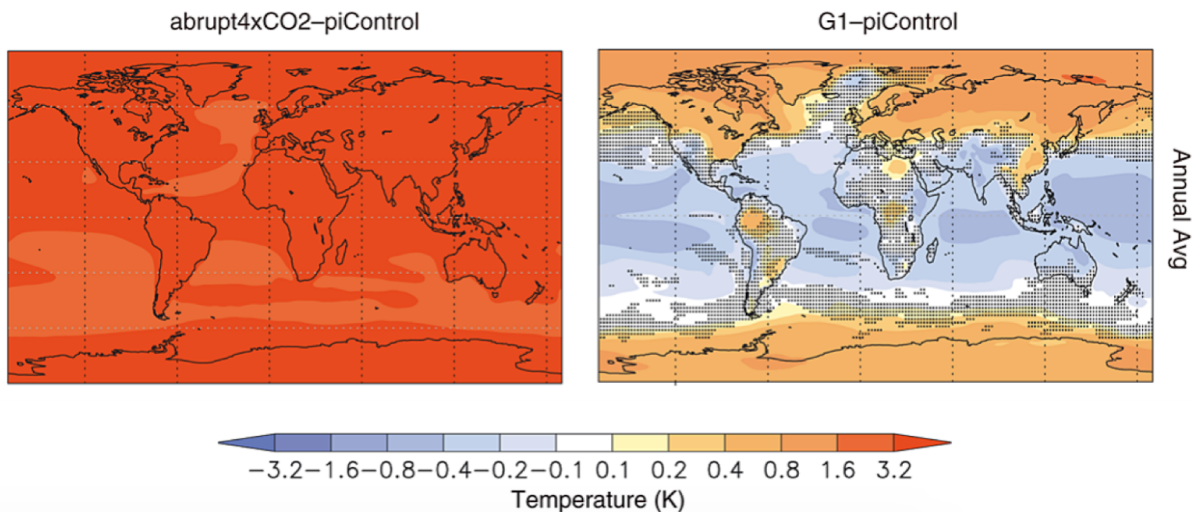 abrupt4xCO2–piControl
G1–piControl
Annual Avg
−3.2−1.6−0.8−0.4−0.2−0.1 0.1 0.2 0.4 0.8 1.6 3.2
Temperature (K)